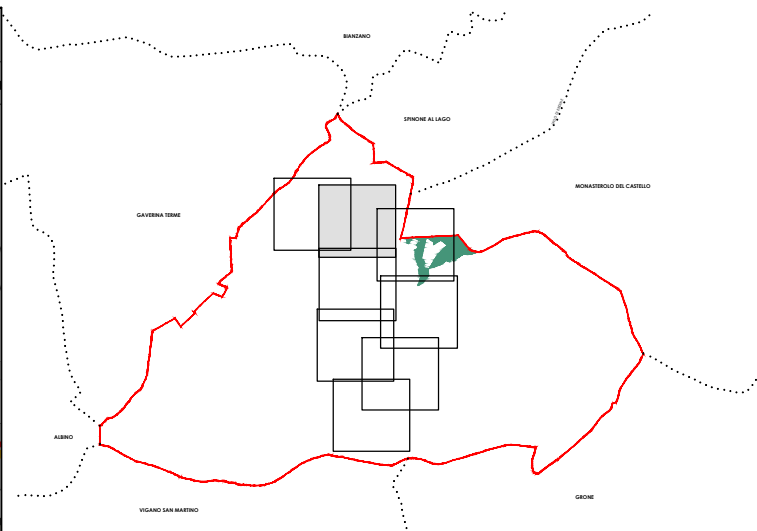 BIANZANO
SPINONE AL LAGO
MONASTEROLO DEL CASTELLO
GAVERINA TERME
ALBINO
GRONE
VIGANO SAN MARTINO